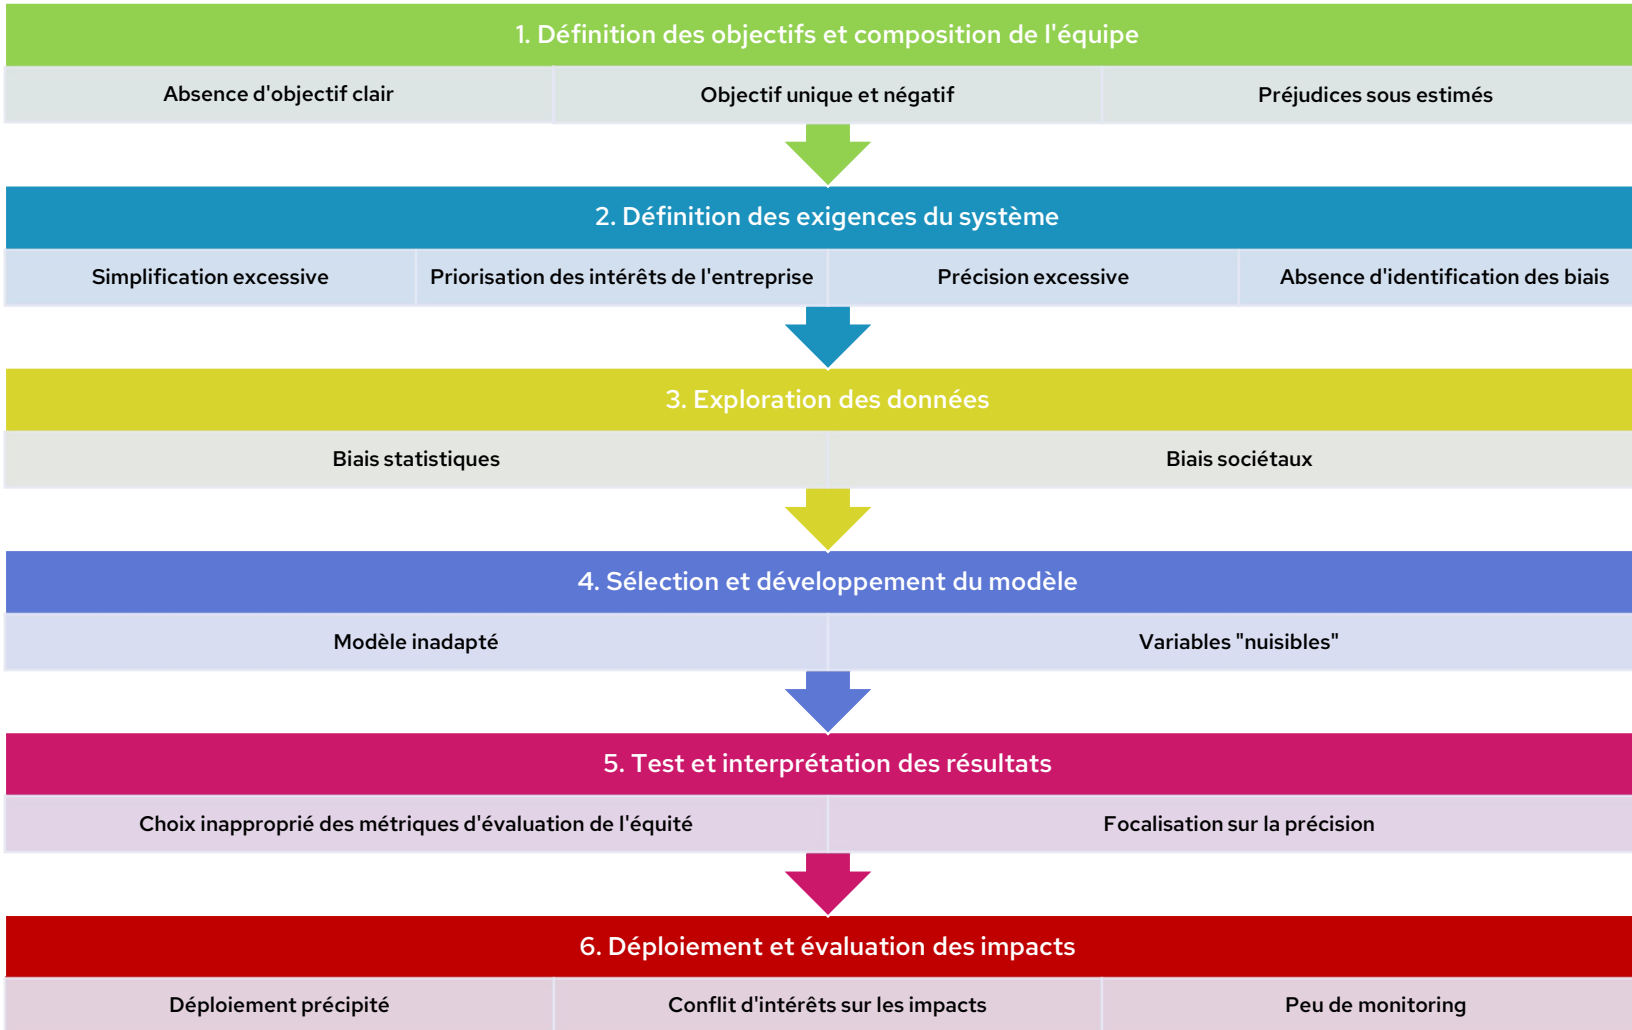 1. Définition des objectifs et composition de l'équipe
Absence d'objectif clair
Objectif unique et négatif
Préjudices sous estimés
2. Définition des exigences du système
Simplification excessive
Priorisation des intérêts de l'entreprise
Précision excessive
Absence d'identification des biais
3. Exploration des données
Biais statistiques
Biais sociétaux
4. Sélection et développement du modèle
Modèle inadapté
Variables "nuisibles"
5. Test et interprétation des résultats
Choix inapproprié des métriques d'évaluation de l'équité
Focalisation sur la précision
6. Déploiement et évaluation des impacts
Déploiement précipité
Conflit d'intérêts sur les impacts
Peu de monitoring